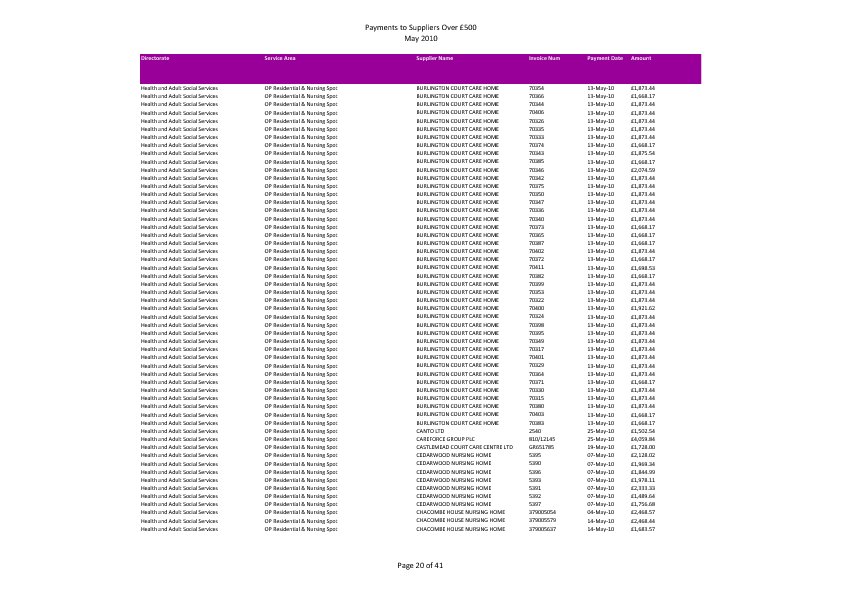 Payments to Suppliers Over £500
May 2010
Directorate Service Area Supplier Name Invoice Num Payment Date Amount
Health and Adult Social Services OP Residential & Nursing Spot BURLINGTON COURT CARE HOME 70354 13-May-10 £1,873.44
Health and Adult Social Services OP Residential & Nursing Spot BURLINGTON COURT CARE HOME 70366 13-May-10 £1,668.17
Health and Adult Social Services OP Residential & Nursing Spot BURLINGTON COURT CARE HOME 70344 13-May-10 £1,873.44
Health and Adult Social Services OP Residential & Nursing Spot BURLINGTON COURT CARE HOME 70406 13-May-10 £1,873.44
Health and Adult Social Services OP Residential & Nursing Spot BURLINGTON COURT CARE HOME 70326 13-May-10 £1,873.44
Health and Adult Social Services OP Residential & Nursing Spot BURLINGTON COURT CARE HOME 70335 13-May-10 £1,873.44
Health and Adult Social Services OP Residential & Nursing Spot BURLINGTON COURT CARE HOME 70333 13-May-10 £1,873.44
Health and Adult Social Services OP Residential & Nursing Spot BURLINGTON COURT CARE HOME 70374 13-May-10 £1,668.17
Health and Adult Social Services OP Residential & Nursing Spot BURLINGTON COURT CARE HOME 70343 13-May-10 £1,875.54
Health and Adult Social Services OP Residential & Nursing Spot BURLINGTON COURT CARE HOME 70385 13-May-10 £1,668.17
Health and Adult Social Services OP Residential & Nursing Spot BURLINGTON COURT CARE HOME 70346 13-May-10 £2,074.59
Health and Adult Social Services OP Residential & Nursing Spot BURLINGTON COURT CARE HOME 70342 13-May-10 £1,873.44
Health and Adult Social Services OP Residential & Nursing Spot BURLINGTON COURT CARE HOME 70375 13-May-10 £1,873.44
Health and Adult Social Services OP Residential & Nursing Spot BURLINGTON COURT CARE HOME 70350 13-May-10 £1,873.44
Health and Adult Social Services OP Residential & Nursing Spot BURLINGTON COURT CARE HOME 70347 13-May-10 £1,873.44
Health and Adult Social Services OP Residential & Nursing Spot BURLINGTON COURT CARE HOME 70336 13-May-10 £1,873.44
Health and Adult Social Services OP Residential & Nursing Spot BURLINGTON COURT CARE HOME 70340 13-May-10 £1,873.44
Health and Adult Social Services OP Residential & Nursing Spot BURLINGTON COURT CARE HOME 70373 13-May-10 £1,668.17
Health and Adult Social Services OP Residential & Nursing Spot BURLINGTON COURT CARE HOME 70365 13-May-10 £1,668.17
Health and Adult Social Services OP Residential & Nursing Spot BURLINGTON COURT CARE HOME 70387 13-May-10 £1,668.17
Health and Adult Social Services OP Residential & Nursing Spot BURLINGTON COURT CARE HOME 70402 13-May-10 £1,873.44
Health and Adult Social Services OP Residential & Nursing Spot BURLINGTON COURT CARE HOME 70372 13-May-10 £1,668.17
Health and Adult Social Services OP Residential & Nursing Spot BURLINGTON COURT CARE HOME 70411 13-May-10 £1,698.53
Health and Adult Social Services OP Residential & Nursing Spot BURLINGTON COURT CARE HOME 70382 13-May-10 £1,668.17
Health and Adult Social Services OP Residential & Nursing Spot BURLINGTON COURT CARE HOME 70399 13-May-10 £1,873.44
Health and Adult Social Services OP Residential & Nursing Spot BURLINGTON COURT CARE HOME 70353 13-May-10 £1,873.44
Health and Adult Social Services OP Residential & Nursing Spot BURLINGTON COURT CARE HOME 70322 13-May-10 £1,873.44
Health and Adult Social Services OP Residential & Nursing Spot BURLINGTON COURT CARE HOME 70400 13-May-10 £1,921.62
Health and Adult Social Services OP Residential & Nursing Spot BURLINGTON COURT CARE HOME 70324 13-May-10 £1,873.44
Health and Adult Social Services OP Residential & Nursing Spot BURLINGTON COURT CARE HOME 70398 13-May-10 £1,873.44
Health and Adult Social Services OP Residential & Nursing Spot BURLINGTON COURT CARE HOME 70395 13-May-10 £1,873.44
Health and Adult Social Services OP Residential & Nursing Spot BURLINGTON COURT CARE HOME 70349 13-May-10 £1,873.44
Health and Adult Social Services OP Residential & Nursing Spot BURLINGTON COURT CARE HOME 70317 13-May-10 £1,873.44
Health and Adult Social Services OP Residential & Nursing Spot BURLINGTON COURT CARE HOME 70401 13-May-10 £1,873.44
Health and Adult Social Services OP Residential & Nursing Spot BURLINGTON COURT CARE HOME 70329 13-May-10 £1,873.44
Health and Adult Social Services OP Residential & Nursing Spot BURLINGTON COURT CARE HOME 70364 13-May-10 £1,873.44
Health and Adult Social Services OP Residential & Nursing Spot BURLINGTON COURT CARE HOME 70371 13-May-10 £1,668.17
Health and Adult Social Services OP Residential & Nursing Spot BURLINGTON COURT CARE HOME 70330 13-May-10 £1,873.44
Health and Adult Social Services OP Residential & Nursing Spot BURLINGTON COURT CARE HOME 70315 13-May-10 £1,873.44
Health and Adult Social Services OP Residential & Nursing Spot BURLINGTON COURT CARE HOME 70380 13-May-10 £1,873.44
Health and Adult Social Services OP Residential & Nursing Spot BURLINGTON COURT CARE HOME 70403 13-May-10 £1,668.17
Health and Adult Social Services OP Residential & Nursing Spot BURLINGTON COURT CARE HOME 70383 13-May-10 £1,668.17
Health and Adult Social Services OP Residential & Nursing Spot CANTO LTD 2540 25-May-10 £1,502.54
Health and Adult Social Services OP Residential & Nursing Spot CAREFORCE GROUP PLC 810/12145 25-May-10 £4,059.84
Health and Adult Social Services OP Residential & Nursing Spot CASTLEMEAD COURT CARE CENTRE LTD GR651785 19-May-10 £1,728.00
Health and Adult Social Services OP Residential & Nursing Spot CEDARWOOD NURSING HOME 5395 07-May-10 £2,128.02
Health and Adult Social Services OP Residential & Nursing Spot CEDARWOOD NURSING HOME 5390 07-May-10 £1,969.34
Health and Adult Social Services OP Residential & Nursing Spot CEDARWOOD NURSING HOME 5396 07-May-10 £1,844.99
Health and Adult Social Services OP Residential & Nursing Spot CEDARWOOD NURSING HOME 5393 07-May-10 £1,978.11
Health and Adult Social Services OP Residential & Nursing Spot CEDARWOOD NURSING HOME 5391 07-May-10 £2,333.33
Health and Adult Social Services OP Residential & Nursing Spot CEDARWOOD NURSING HOME 5392 07-May-10 £1,489.64
Health and Adult Social Services OP Residential & Nursing Spot CEDARWOOD NURSING HOME 5397 07-May-10 £1,756.68
Health and Adult Social Services OP Residential & Nursing Spot CHACOMBE HOUSE NURSING HOME 379005054 04-May-10 £2,468.57
Health and Adult Social Services OP Residential & Nursing Spot CHACOMBE HOUSE NURSING HOME 379005579 14-May-10 £2,468.44
Health and Adult Social Services OP Residential & Nursing Spot CHACOMBE HOUSE NURSING HOME 379005637 14-May-10 £1,683.57
Page 20 of 41